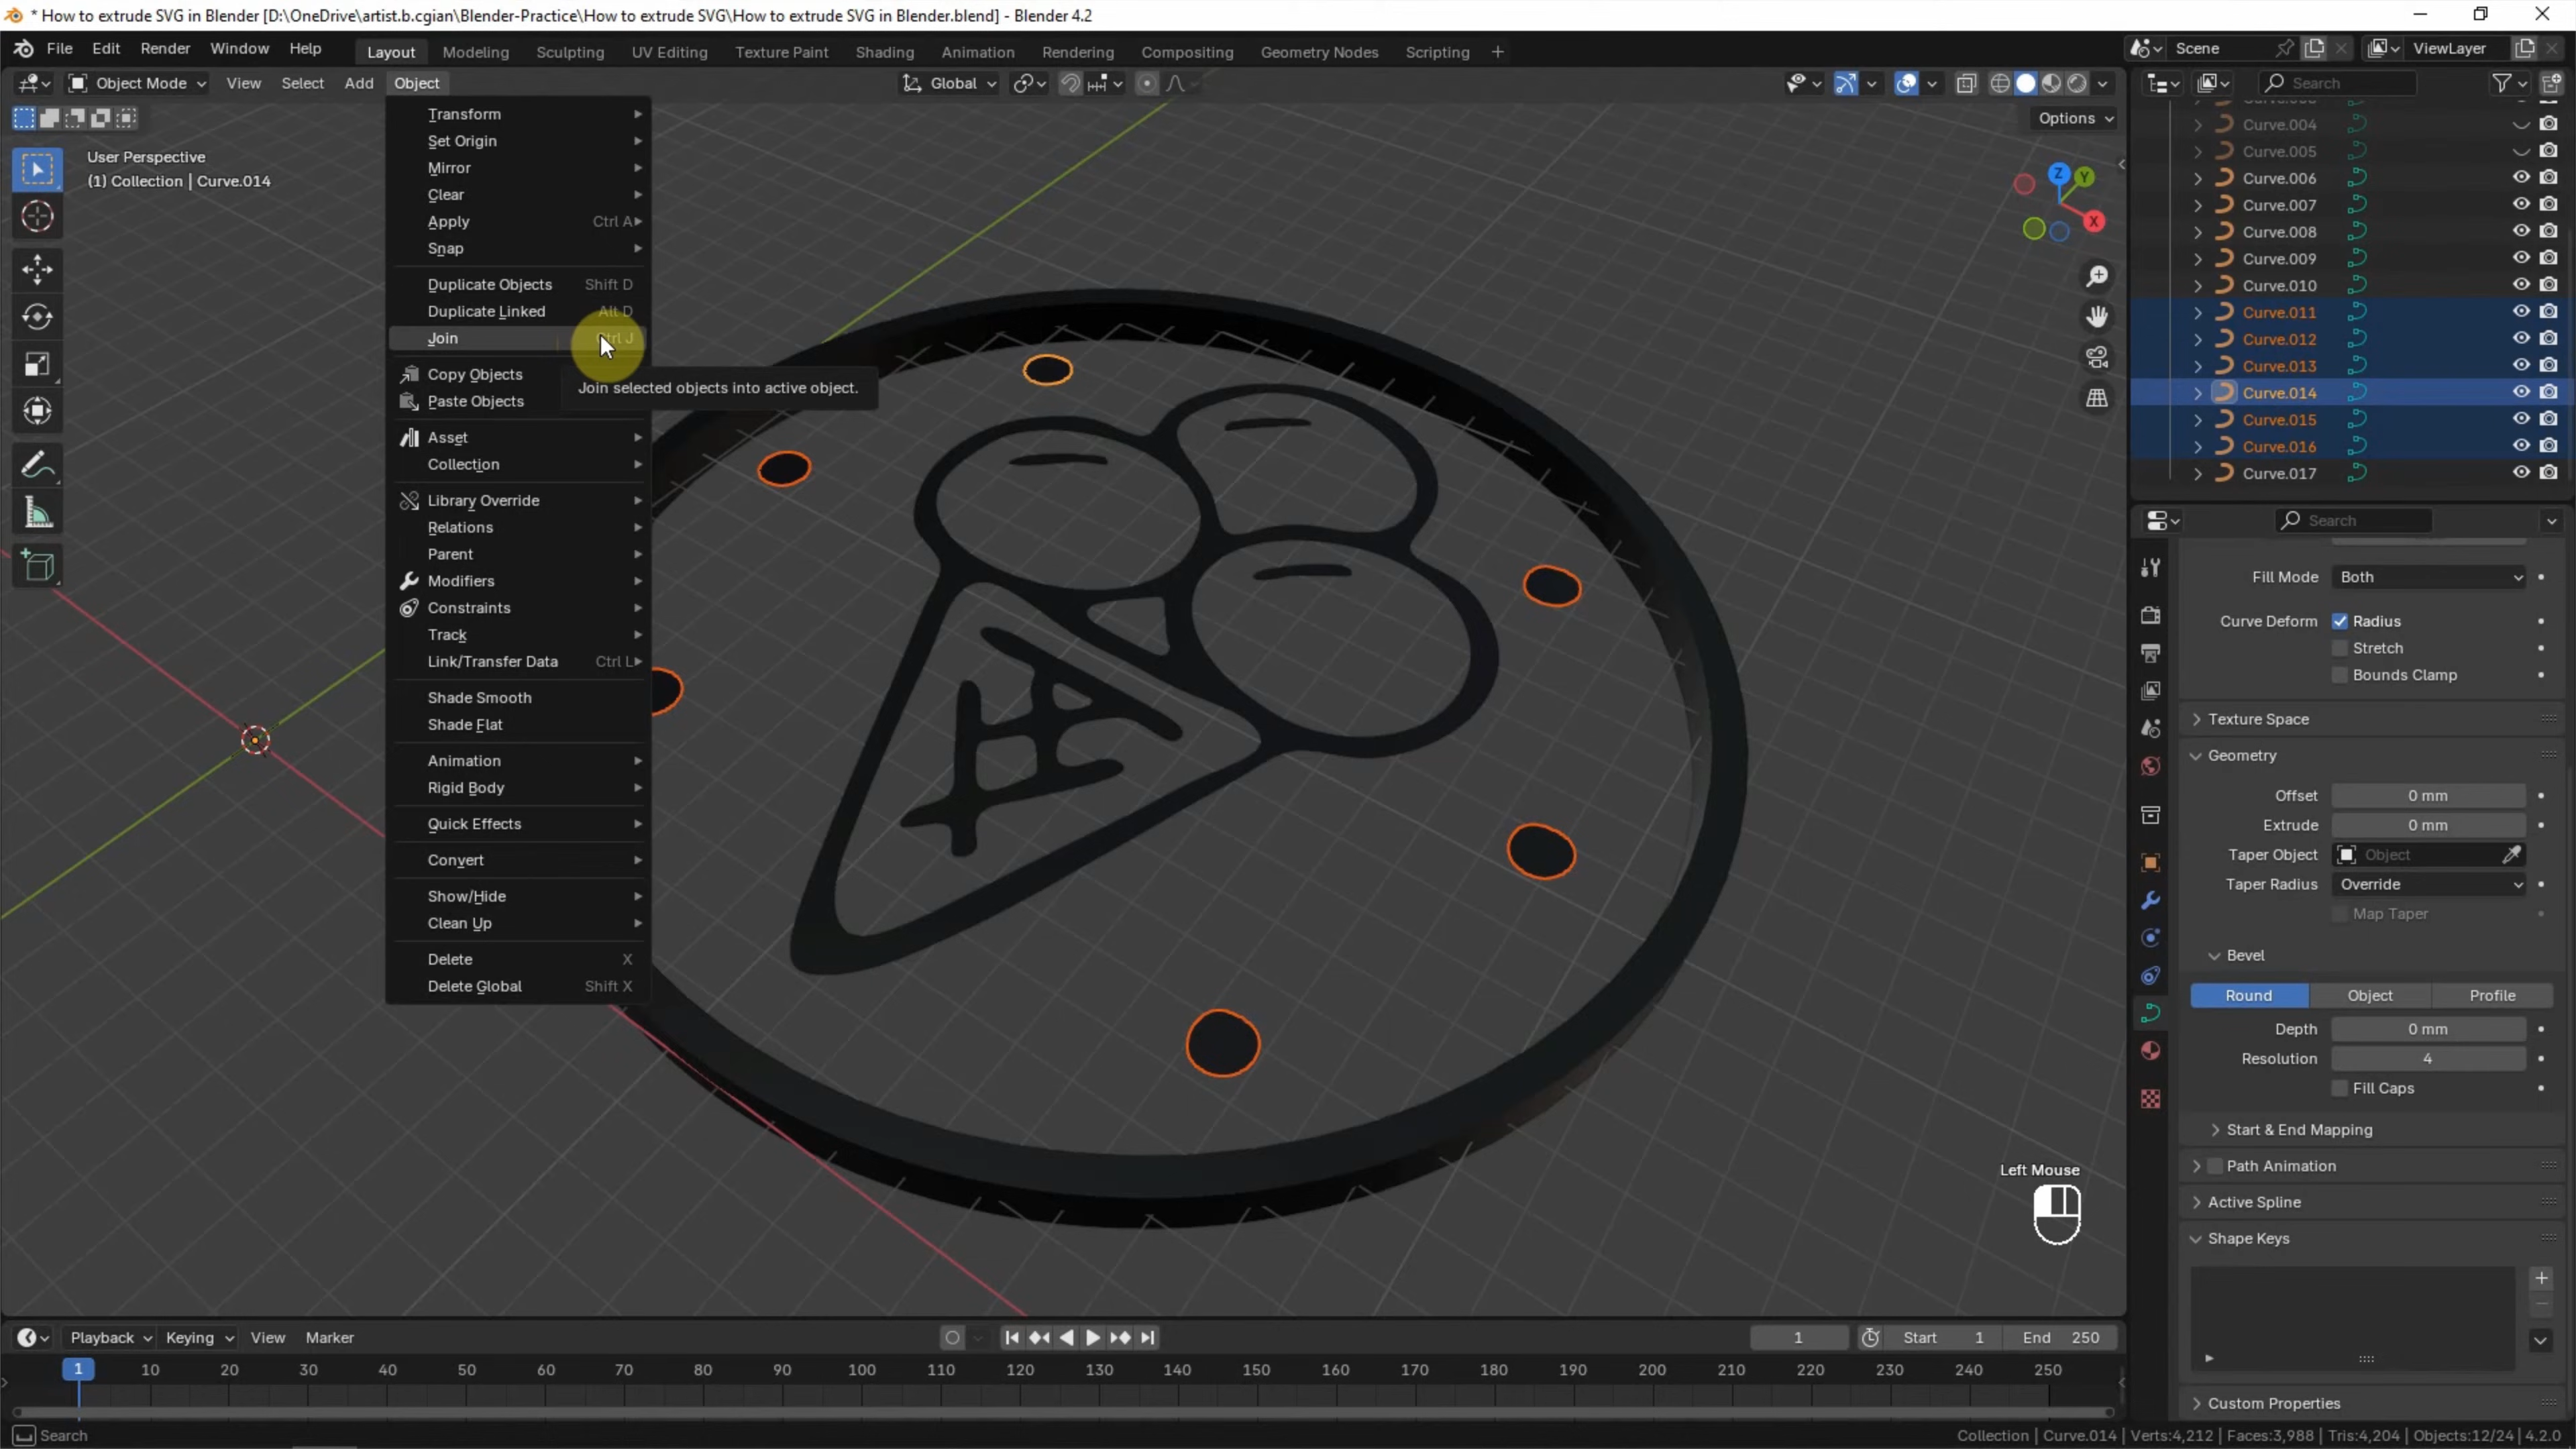 * How to extrude SVG in Blender [D:\OneDrive\artist.b.cgian\Blender-Practice\How to extrude SVG\How to extrude SVG in Blender.blend] - Blender 4.2
File Edit Render Window Help Layout Modeling Sculpting UV Editing Texture Paint Shading Animation Rendering Compositing Geometry Nodes Scripting + Scene ViewLayer
Object Mode View Select Add Object Global Search
Options
User Perspective
(1) Collection | Curve.014
Transform
Set Origin
Mirror
Clear
Apply Ctrl A
Snap
Duplicate Objects Shift D
Duplicate Linked Alt D
Join Ctrl J
Copy Objects
Paste Objects
Join selected objects into active object.
Asset
Collection
Library Override
Relations
Parent
Modifiers
Constraints
Track
Link/Transfer Data Ctrl L
Shade Smooth
Shade Flat
Animation
Rigid Body
Quick Effects
Convert
Show/Hide
Clean Up
Delete X
Delete Global Shift X
Z
Y
X
Curve.004
Curve.005
Curve.006
Curve.007
Curve.008
Curve.009
Curve.010
Curve.011
Curve.012
Curve.013
Curve.014
Curve.015
Curve.016
Curve.017
Search
Fill Mode Both
Curve Deform Radius
Stretch
Bounds Clamp
Texture Space
Geometry
Offset 0 mm
Extrude 0 mm
Taper Object Object
Taper Radius Override
Map Taper
Bevel
Round Object Profile
Depth 0 mm
Resolution 4
Fill Caps
Start & End Mapping
Path Animation
Active Spline
Shape Keys
Custom Properties
Left Mouse
Playback Keying View Marker 1 Start 1 End 250
1 10 20 30 40 50 60 70 80 90 100 110 120 130 140 150 160 170 180 190 200 210 220 230 240 250
Search
Collection | Curve.014 | Verts:4,212 | Faces:3,988 | Tris:4,204 | Objects:12/24 | 4.2.0